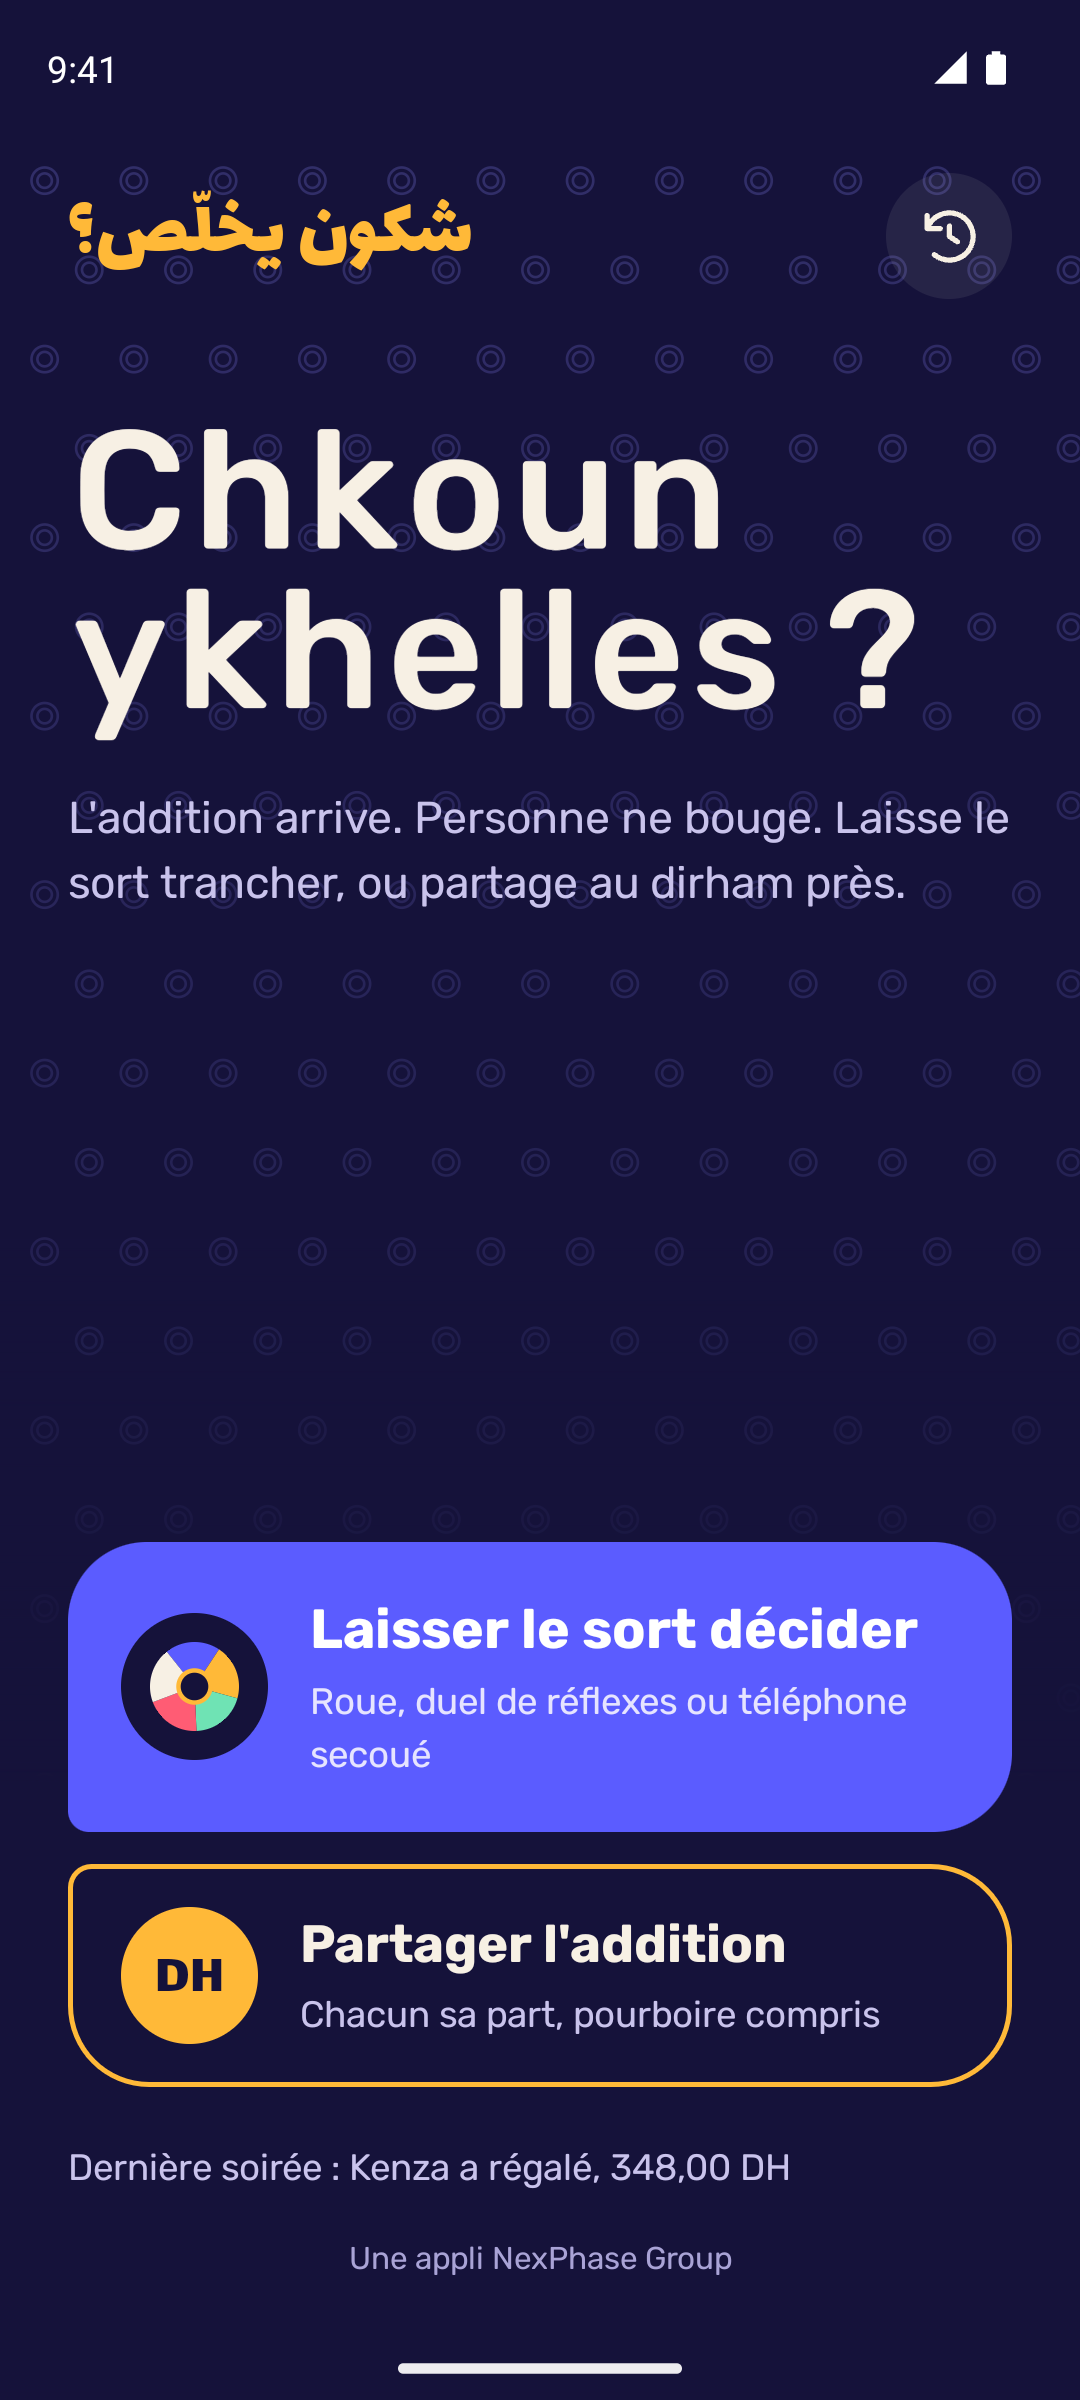 9:41
شكون يخلّص؟
Chkoun
ykhelles ?
L'addition arrive. Personne ne bouge. Laisse le
sort trancher, ou partage au dirham près.
Laisser le sort décider
Roue, duel de réflexes ou téléphone
secoué
DH
Partager l'addition
Chacun sa part, pourboire compris
Dernière soirée : Kenza a régalé, 348,00 DH
Une appli NexPhase Group